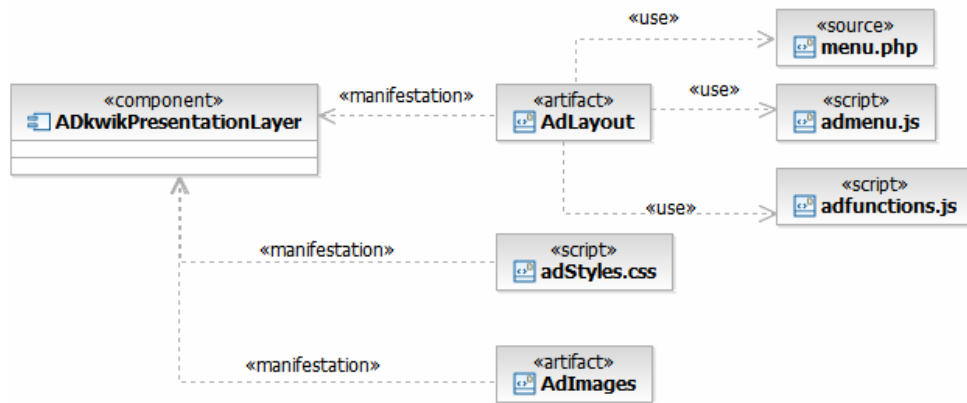 «use»
«source»
menu.php
«component»
ADkwikPresentationLayer
«manifestation»
«artifact»
AdLayout
«use»
«script»
admenu.js
«use»
«script»
adfunctions.js
«manifestation»
«script»
adStyles.css
«manifestation»
«artifact»
AdImages